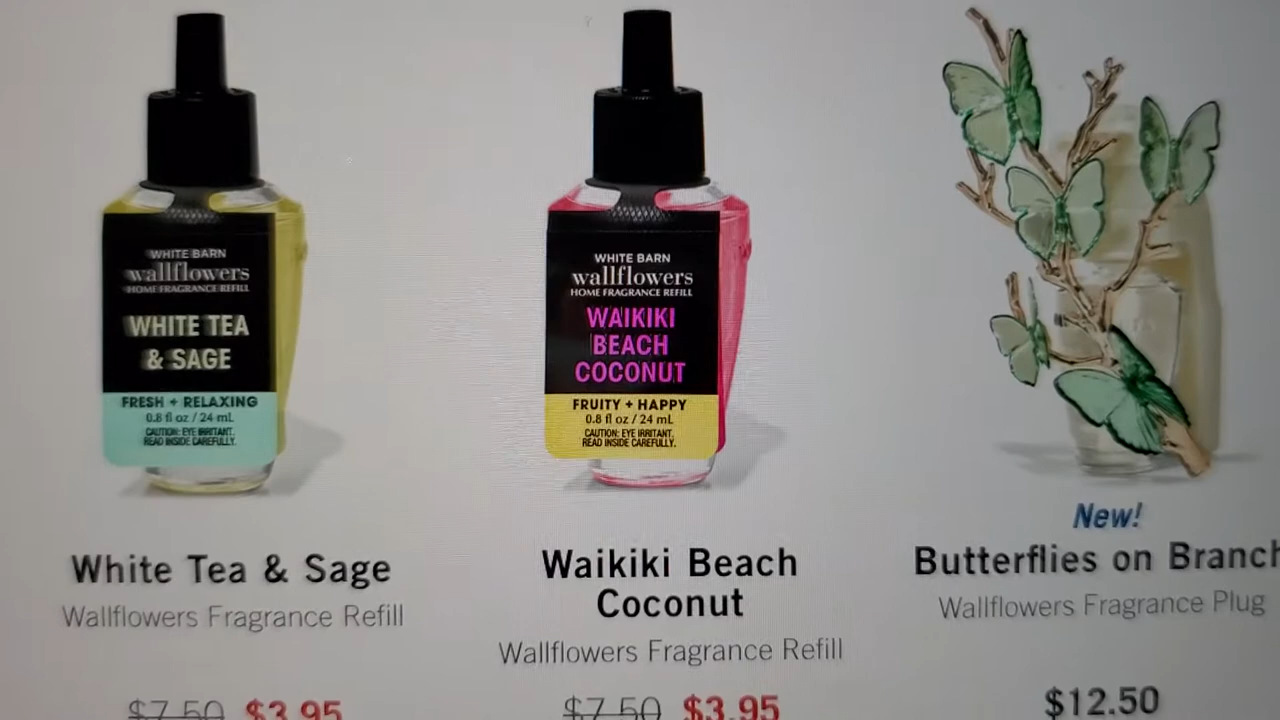 WHITE BARN
wallflowers
HOME FRAGRANCE REFILL
WHITE TEA
& SAGE
FRESH + RELAXING
0.8 fl oz / 24 mL
CAUTION: EYE IRRITANT.
READ INSIDE CAREFULLY.
White Tea & Sage
Wallflowers Fragrance Refill
$7.50 $3.95
WHITE BARN
wallflowers
HOME FRAGRANCE REFILL
WAIKIKI
BEACH
COCONUT
FRUITY + HAPPY
0.8 fl oz / 24 mL
CAUTION: EYE IRRITANT.
READ INSIDE CAREFULLY.
Waikiki Beach
Coconut
Wallflowers Fragrance Refill
$7.50 $3.95
New!
Butterflies on Branch
Wallflowers Fragrance Plug
$12.50